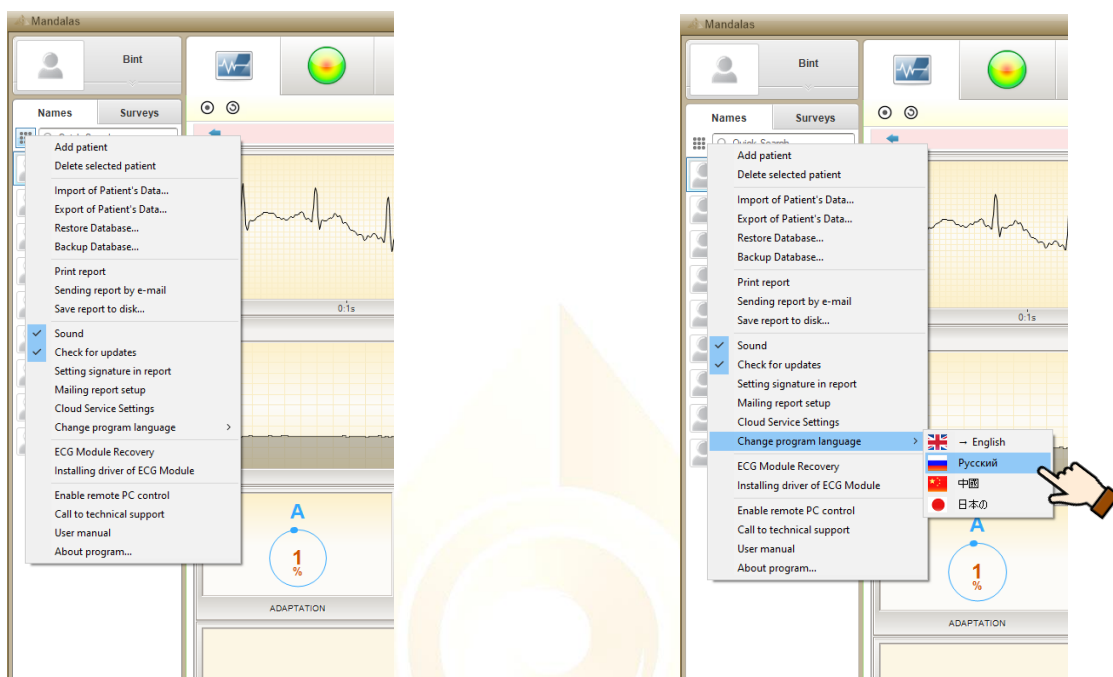 Mandalas
Bint
Names
Surveys
Add patient
Delete selected patient
Import of Patient's Data...
Export of Patient's Data...
Restore Database...
Backup Database...
Print report
Sending report by e-mail
Save report to disk...
0:1s
Sound
Check for updates
Setting signature in report
Mailing report setup
Cloud Service Settings
Change program language
ECG Module Recovery
Installing driver of ECG Module
Enable remote PC control
Call to technical support
User manual
About program...
A
1
%
ADAPTATION
Mandalas
Bint
Names
Surveys
Quick Search
Add patient
Delete selected patient
Import of Patient's Data...
Export of Patient's Data...
Restore Database...
Backup Database...
Print report
Sending report by e-mail
Save report to disk...
0:1s
Sound
Check for updates
Setting signature in report
Mailing report setup
Cloud Service Settings
Change program language
→ English
Русский
中國
日本の
ECG Module Recovery
Installing driver of ECG Module
Enable remote PC control
Call to technical support
User manual
About program...
A
1
%
ADAPTATION